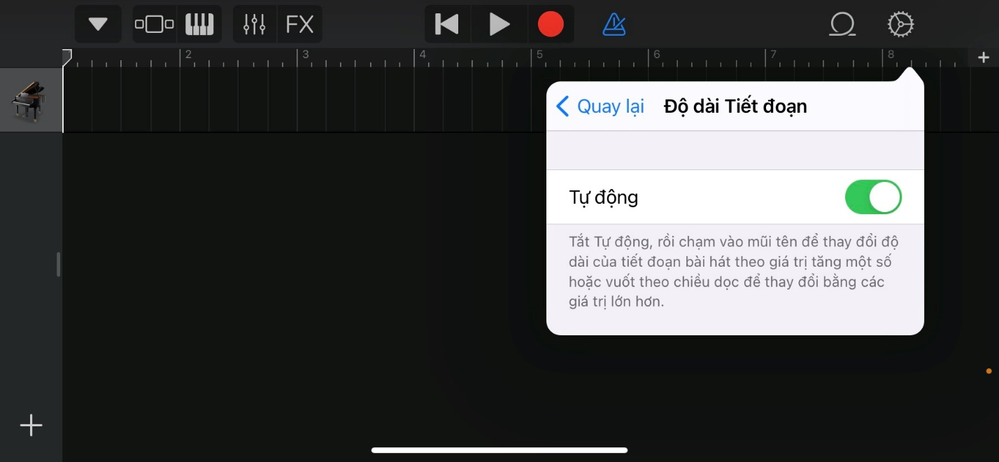 FX
2 3 4 5 6 7 8
Quay lại Độ dài Tiết đoạn
Tự động
Tắt Tự động, rồi chạm vào mũi tên để thay đổi độ
dài của tiết đoạn bài hát theo giá trị tăng một số
hoặc vuốt theo chiều dọc để thay đổi bằng các
giá trị lớn hơn.